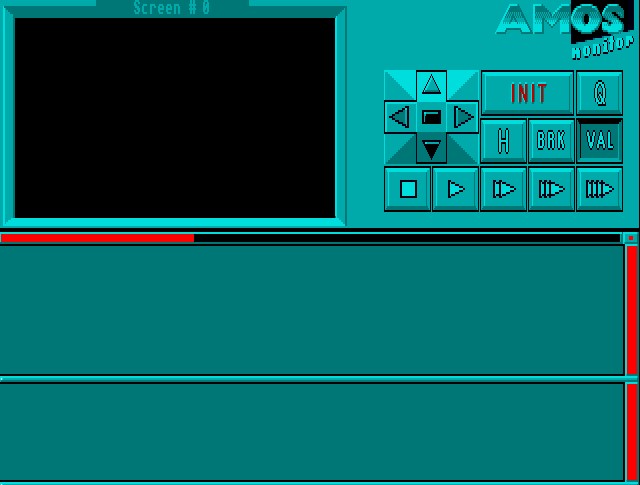 Screen # 0
AMOS
monitor
INIT
Q
H
BRK
VAL